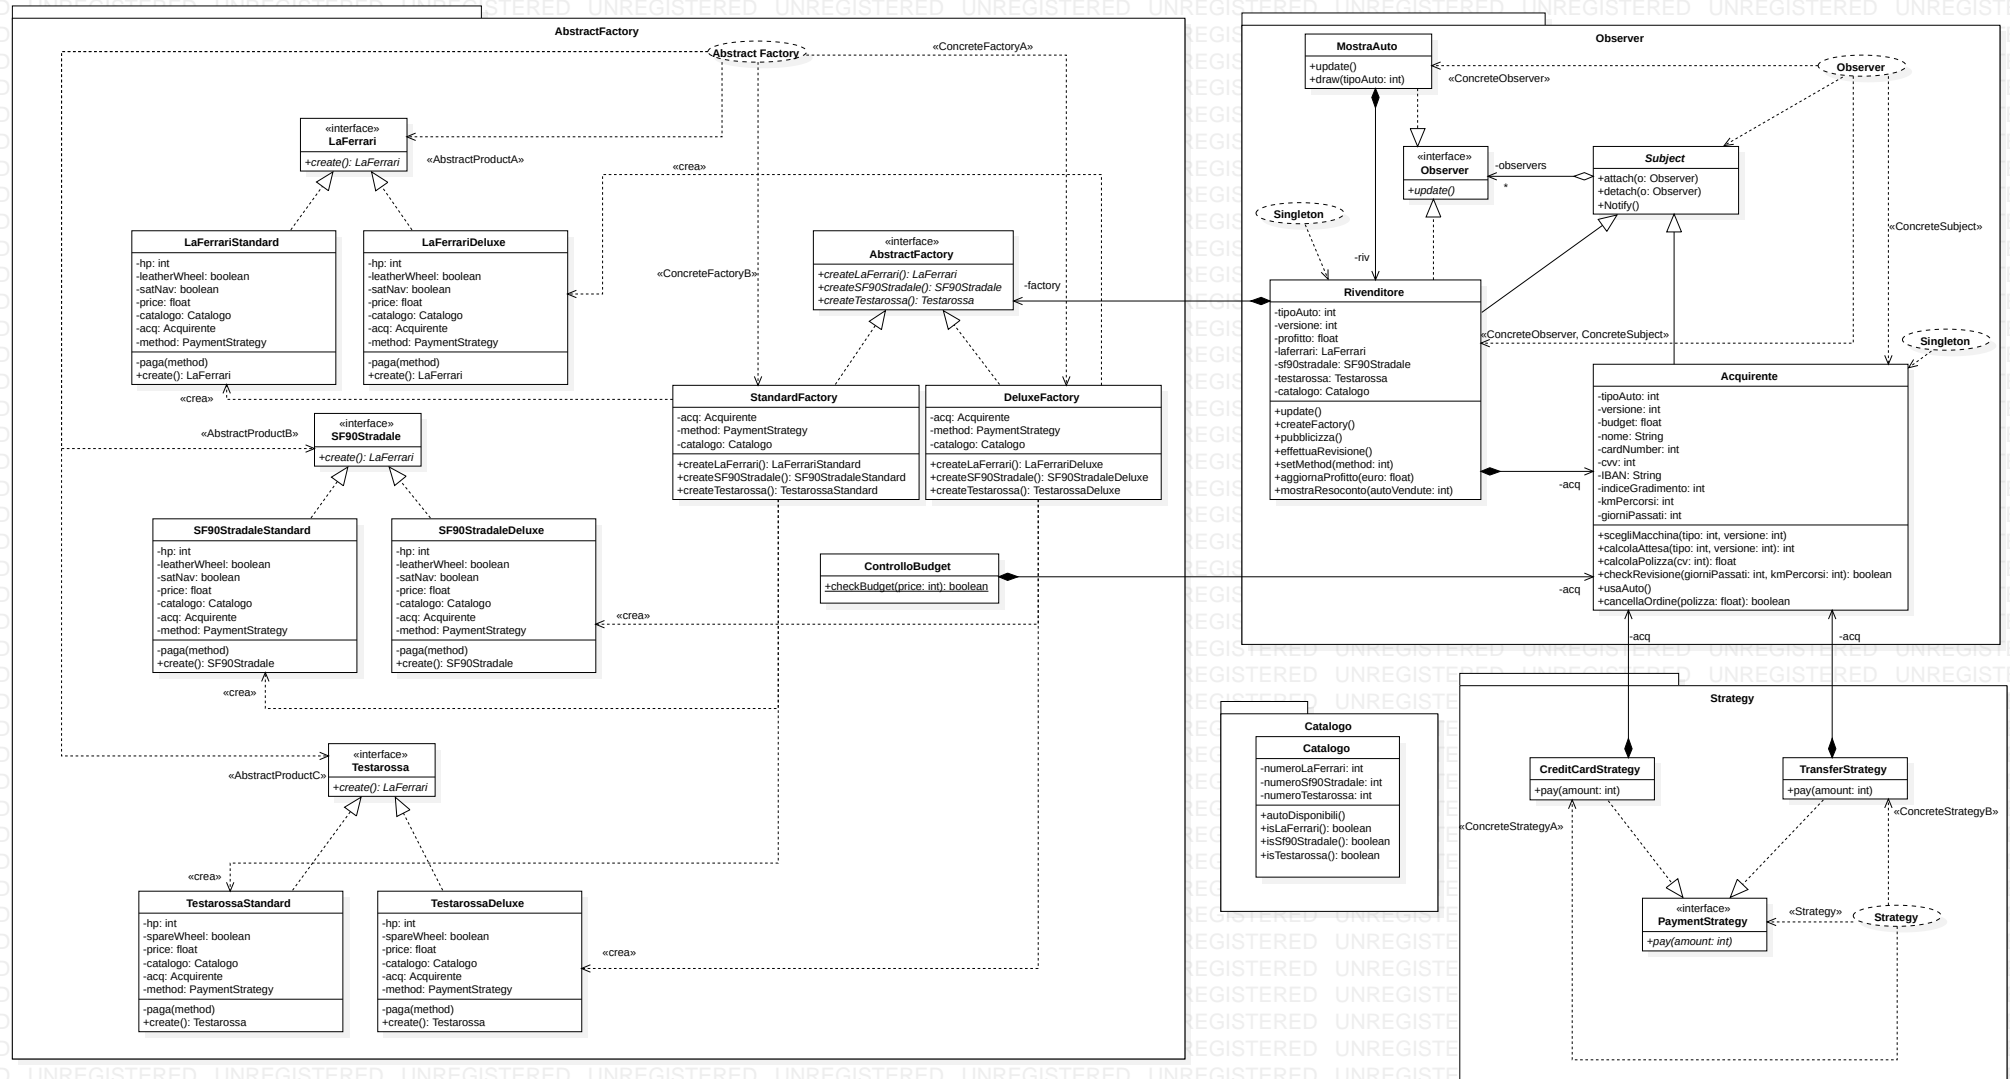 AbstractFactory
Abstract Factory
«ConcreteFactoryA»
«interface»
LaFerrari
+create(): LaFerrari
«AbstractProductA»
«crea»
LaFerrariStandard
-hp: int
-leatherWheel: boolean
-satNav: boolean
-price: float
-catalogo: Catalogo
-acq: Acquirente
-method: PaymentStrategy
-paga(method)
+create(): LaFerrari
LaFerrariDeluxe
-hp: int
-leatherWheel: boolean
-satNav: boolean
-price: float
-catalogo: Catalogo
-acq: Acquirente
-method: PaymentStrategy
-paga(method)
+create(): LaFerrari
«ConcreteFactoryB»
«interface»
AbstractFactory
+createLaFerrari(): LaFerrari
+createSF90Stradale(): SF90Stradale
+createTestarossa(): Testarossa
-factory
«crea»
StandardFactory
-acq: Acquirente
-method: PaymentStrategy
-catalogo: Catalogo
+createLaFerrari(): LaFerrariStandard
+createSF90Stradale(): SF90StradaleStandard
+createTestarossa(): TestarossaStandard
DeluxeFactory
-acq: Acquirente
-method: PaymentStrategy
-catalogo: Catalogo
+createLaFerrari(): LaFerrariDeluxe
+createSF90Stradale(): SF90StradaleDeluxe
+createTestarossa(): TestarossaDeluxe
«AbstractProductB»
«interface»
SF90Stradale
+create(): LaFerrari
SF90StradaleStandard
-hp: int
-leatherWheel: boolean
-satNav: boolean
-price: float
-catalogo: Catalogo
-acq: Acquirente
-method: PaymentStrategy
-paga(method)
+create(): SF90Stradale
SF90StradaleDeluxe
-hp: int
-leatherWheel: boolean
-satNav: boolean
-price: float
-catalogo: Catalogo
-acq: Acquirente
-method: PaymentStrategy
-paga(method)
+create(): SF90Stradale
«crea»
«crea»
ControlloBudget
+checkBudget(price: int): boolean
-acq
«AbstractProductC»
«interface»
Testarossa
+create(): LaFerrari
«crea»
TestarossaStandard
-hp: int
-spareWheel: boolean
-price: float
-catalogo: Catalogo
-acq: Acquirente
-method: PaymentStrategy
-paga(method)
+create(): Testarossa
TestarossaDeluxe
-hp: int
-spareWheel: boolean
-price: float
-catalogo: Catalogo
-acq: Acquirente
-method: PaymentStrategy
-paga(method)
+create(): Testarossa
«crea»
Observer
MostraAuto
+update()
+draw(tipoAuto: int)
«ConcreteObserver»
Observer
«interface»
Observer
+update()
-observers
*
Subject
+attach(o: Observer)
+detach(o: Observer)
+Notify()
Singleton
«ConcreteSubject»
-riv
Rivenditore
-tipoAuto: int
-versione: int
-profitto: float
-laferrari: LaFerrari
-sf90stradale: SF90Stradale
-testarossa: Testarossa
-catalogo: Catalogo
+update()
+createFactory()
+pubblicizza()
+effettuaRevisione()
+setMethod(method: int)
+aggiornaProfitto(euro: float)
+mostraResoconto(autoVendute: int)
«ConcreteObserver, ConcreteSubject»
Singleton
-acq
Acquirente
-tipoAuto: int
-versione: int
-budget: float
-nome: String
-cardNumber: int
-cvv: int
-IBAN: String
-indiceGradimento: int
-kmPercorsi: int
-giorniPassati: int
+scegliMacchina(tipo: int, versione: int)
+calcolaAttesa(tipo: int, versione: int): int
+calcolaPolizza(cv: int): float
+checkRevisione(giorniPassati: int, kmPercorsi: int): boolean
+usaAuto()
+cancellaOrdine(polizza: float): boolean
-acq
-acq
Catalogo
Catalogo
-numeroLaFerrari: int
-numeroSf90Stradale: int
-numeroTestarossa: int
+autoDisponibili()
+isLaFerrari(): boolean
+isSf90Stradale(): boolean
+isTestarossa(): boolean
Strategy
CreditCardStrategy
+pay(amount: int)
TransferStrategy
+pay(amount: int)
«ConcreteStrategyA»
«ConcreteStrategyB»
«interface»
PaymentStrategy
+pay(amount: int)
«Strategy»
Strategy
UNREGISTERED